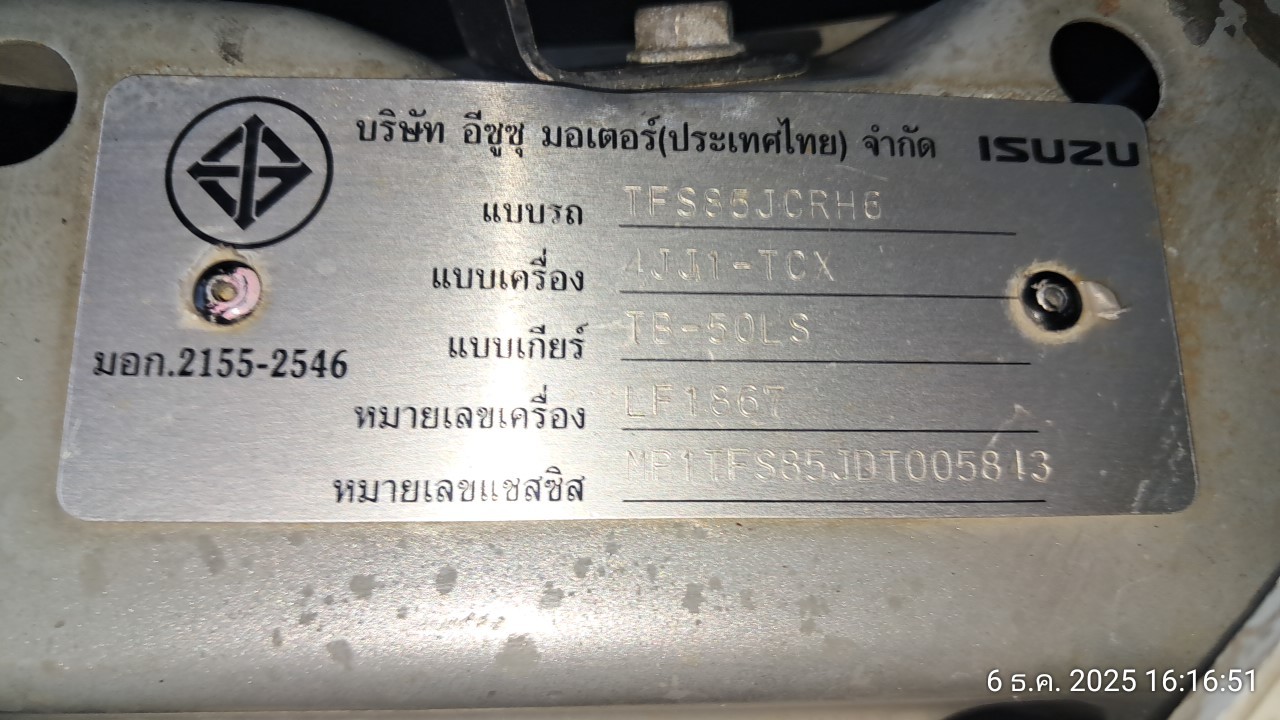 บริษัท อีซูซุ มอเตอร์(ประเทศไทย) จำกัด ISUZU
แบบรถ TFS85JCRH6
แบบเครื่อง 4JJ1-TCX
แบบเกียร์ TB-50LS
มอก.2155-2546
หมายเลขเครื่อง LF1867
หมายเลขแชสซิส MP1TFS85JDT005813
6 ธ.ค. 2025 16:16:51